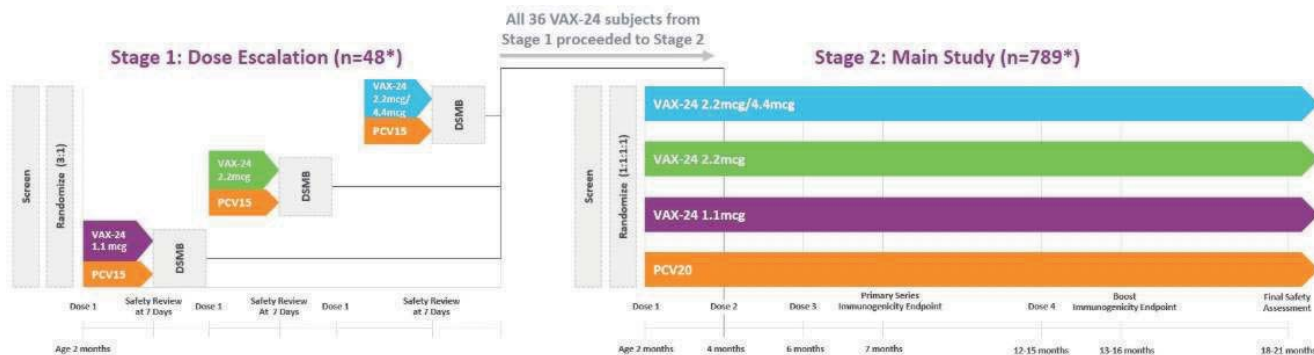 All 36 VAX-24 subjects from
Stage 1 proceeded to Stage 2
Stage 1: Dose Escalation (n=48*)
Screen
Randomize (3:1)
VAX-24
1.1 mcg
PCV15
DSMB
VAX-24
2.2mcg
PCV15
DSMB
VAX-24
2.2mcg/
4.4mcg
PCV15
DSMB
Dose 1
Safety Review
at 7 Days
Dose 1
Safety Review
At 7 Days
Dose 1
Safety Review
at 7 Days
Age 2 months
Stage 2: Main Study (n=789*)
Screen
Randomize (1:1:1:1)
VAX-24 2.2mcg/4.4mcg
VAX-24 2.2mcg
VAX-24 1.1mcg
PCV20
Dose 1
Dose 2
Dose 3
Primary Series
Immunogenicity Endpoint
Dose 4
Boost
Immunogenicity Endpoint
Final Safety
Assessment
Age 2 months
4 months
6 months
7 months
12-15 months
13-16 months
18-21 months